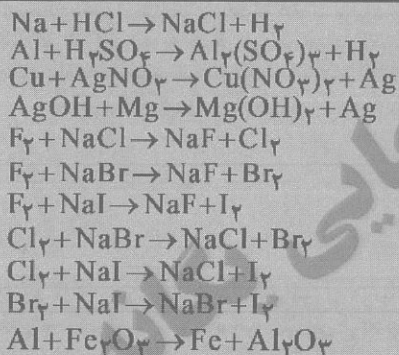 Na+HCl→NaCl+H۲
Al+H۲SO۴→Al۲(SO۴)۳+H۲
Cu+AgNO۳→Cu(NO۳)۲+Ag
AgOH+Mg→Mg(OH)۲+Ag
F۲+NaCl→NaF+Cl۲
F۲+NaBr→NaF+Br۲
F۲+NaI→NaF+I۲
Cl۲+NaBr→NaCl+Br۲
Cl۲+NaI→NaCl+I۲
Br۲+NaI→NaBr+I۲
Al+Fe۲O۳→Fe+Al۲O۳